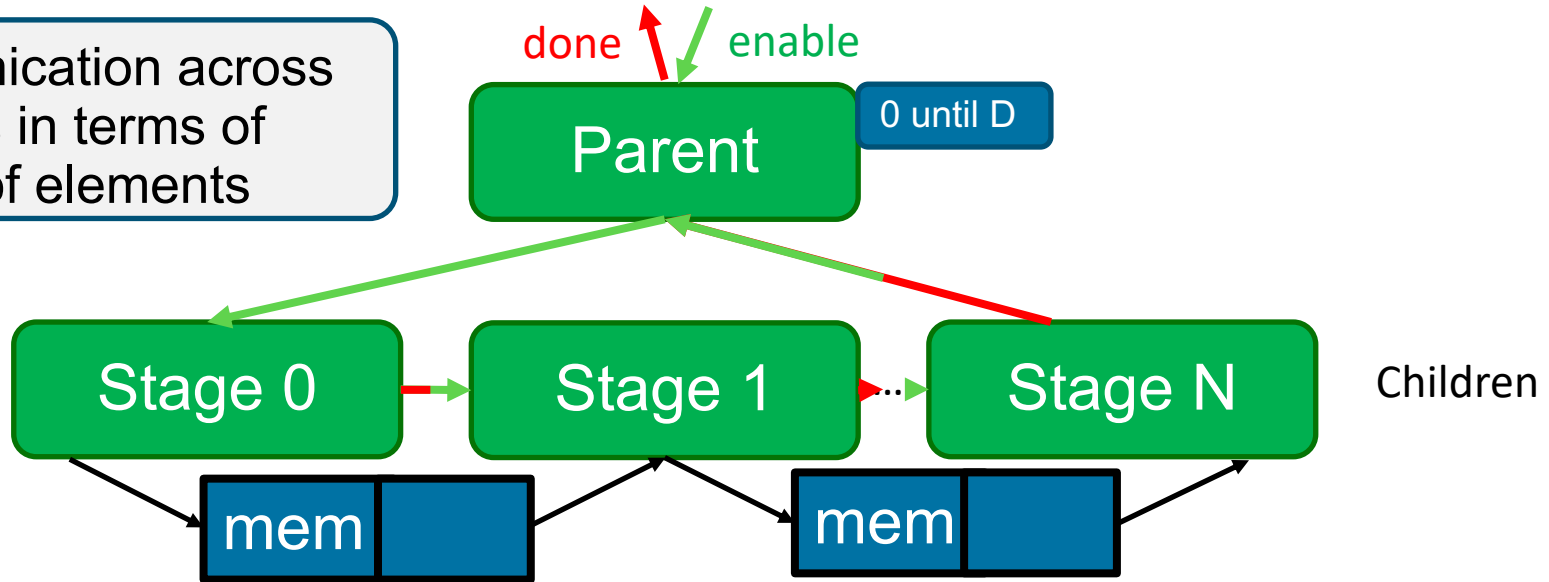 done
enable
nication across
in terms of
of elements
Parent
0 until D
Stage 0
Stage 1
...
Stage N
Children
mem
mem